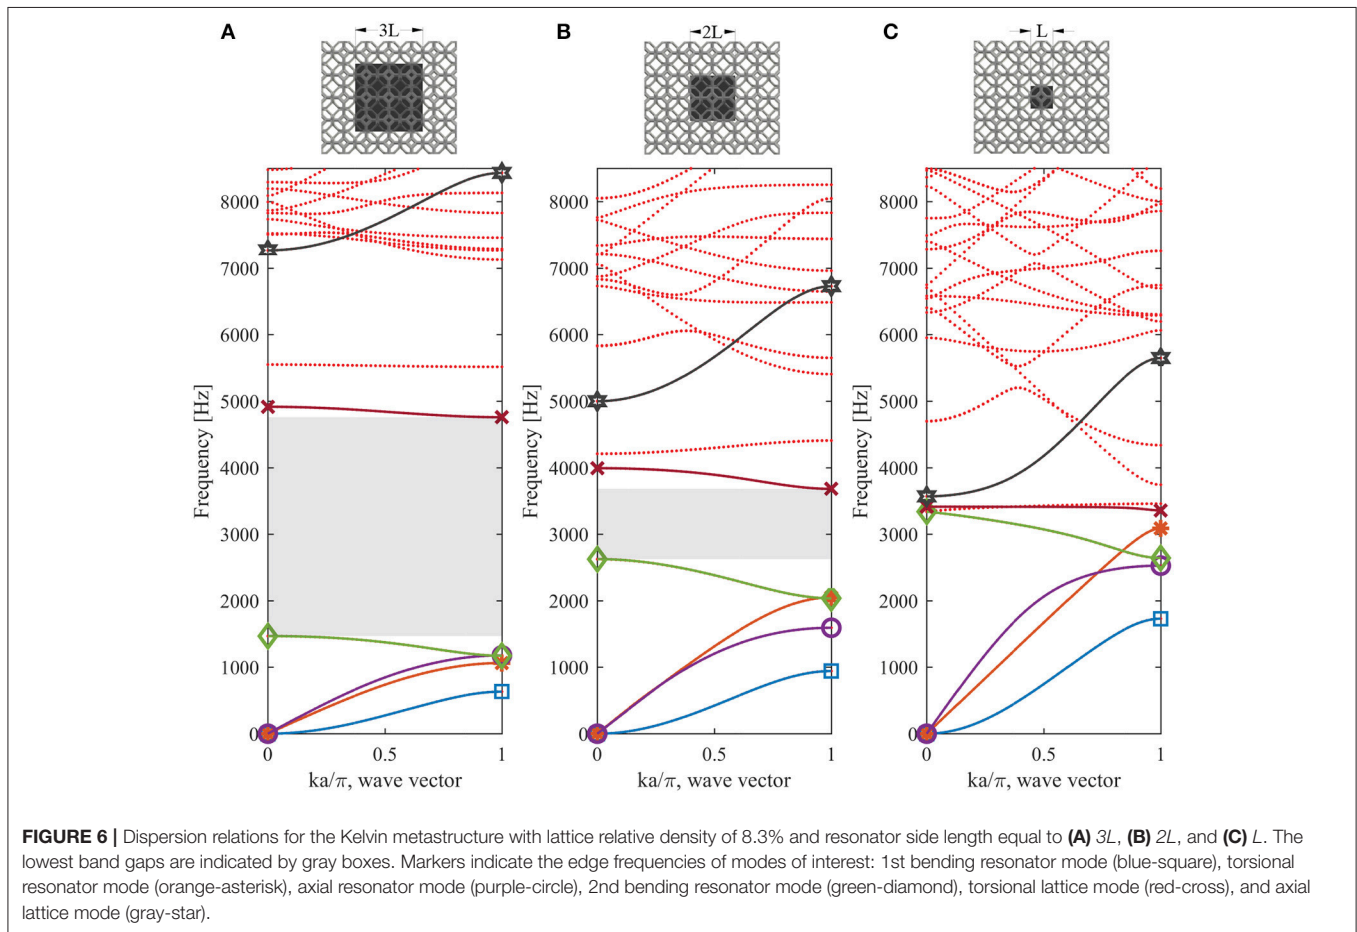 A
3L
B
2L
C
L
8000
7000
6000
5000
4000
3000
2000
1000
0
Frequency [Hz]
0
0.5
1
ka/π, wave vector
8000
7000
6000
5000
4000
3000
2000
1000
0
Frequency [Hz]
0
0.5
1
ka/π, wave vector
8000
7000
6000
5000
4000
3000
2000
1000
0
Frequency [Hz]
0
0.5
1
ka/π, wave vector
FIGURE 6 | Dispersion relations for the Kelvin metastructure with lattice relative density of 8.3% and resonator side length equal to (A) 3L, (B) 2L, and (C) L. The
lowest band gaps are indicated by gray boxes. Markers indicate the edge frequencies of modes of interest: 1st bending resonator mode (blue-square), torsional
resonator mode (orange-asterisk), axial resonator mode (purple-circle), 2nd bending resonator mode (green-diamond), torsional lattice mode (red-cross), and axial
lattice mode (gray-star).